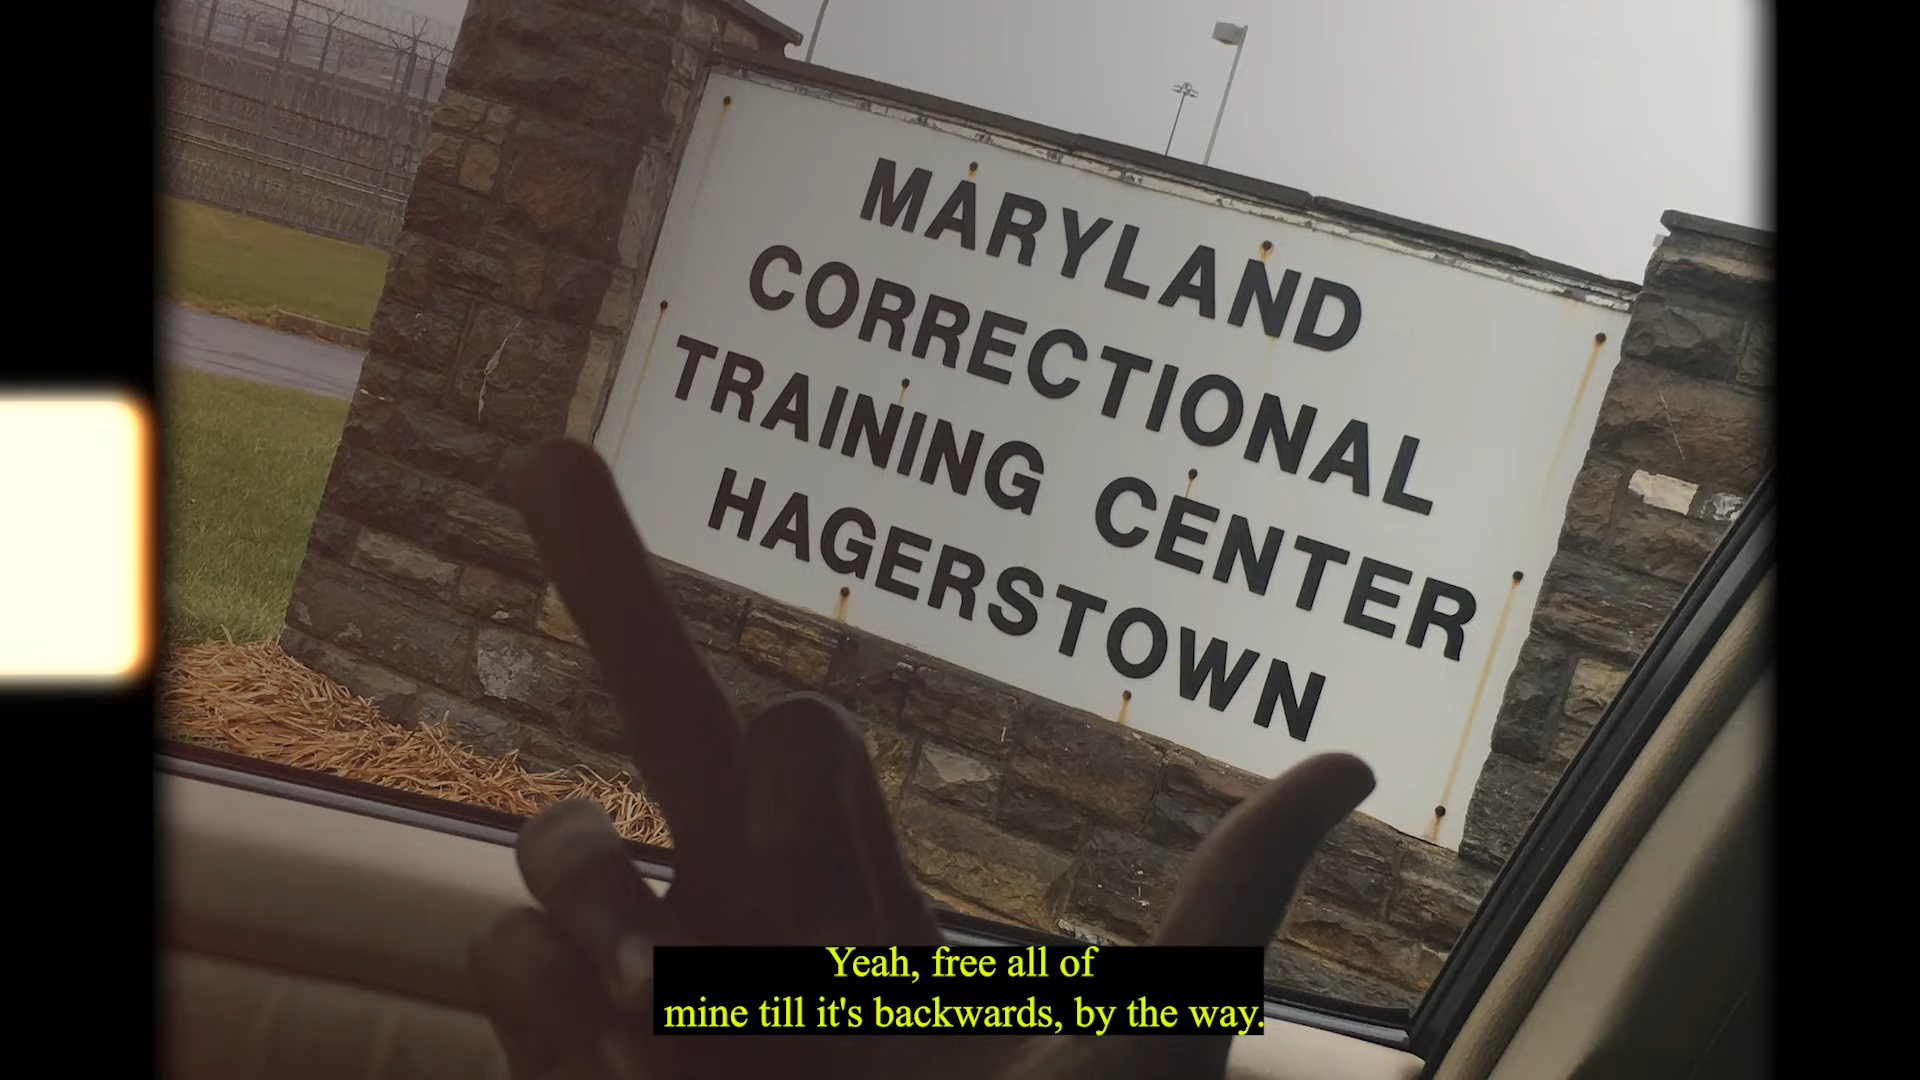 MARYLAND
CORRECTIONAL
TRAINING CENTER
HAGERSTOWN
Yeah, free all of
mine till it's backwards, by the way.